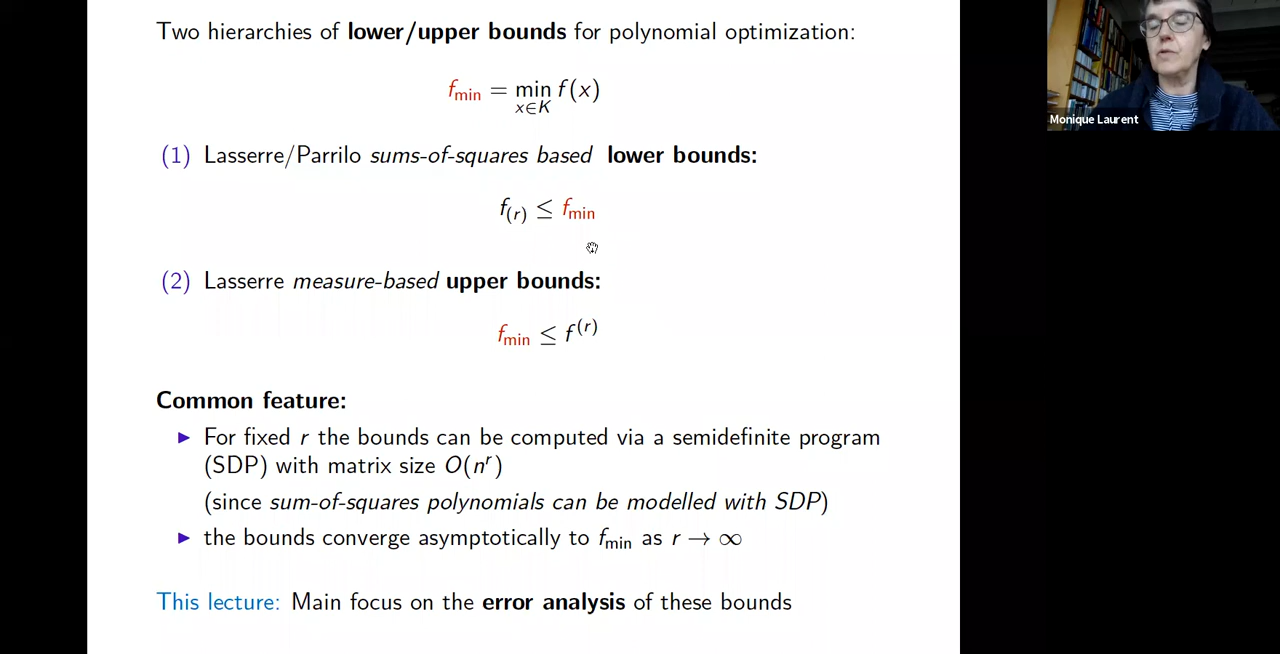 Two hierarchies of lower/upper bounds for polynomial optimization:
f_min = min_{x∈K} f(x)
(1) Lasserre/Parrilo sums-of-squares based lower bounds:
f_(r) ≤ f_min
(2) Lasserre measure-based upper bounds:
f_min ≤ f^(r)
Common feature:
▶ For fixed r the bounds can be computed via a semidefinite program
(SDP) with matrix size O(n^r)
(since sum-of-squares polynomials can be modelled with SDP)
▶ the bounds converge asymptotically to f_min as r → ∞
This lecture: Main focus on the error analysis of these bounds
Monique Laurent